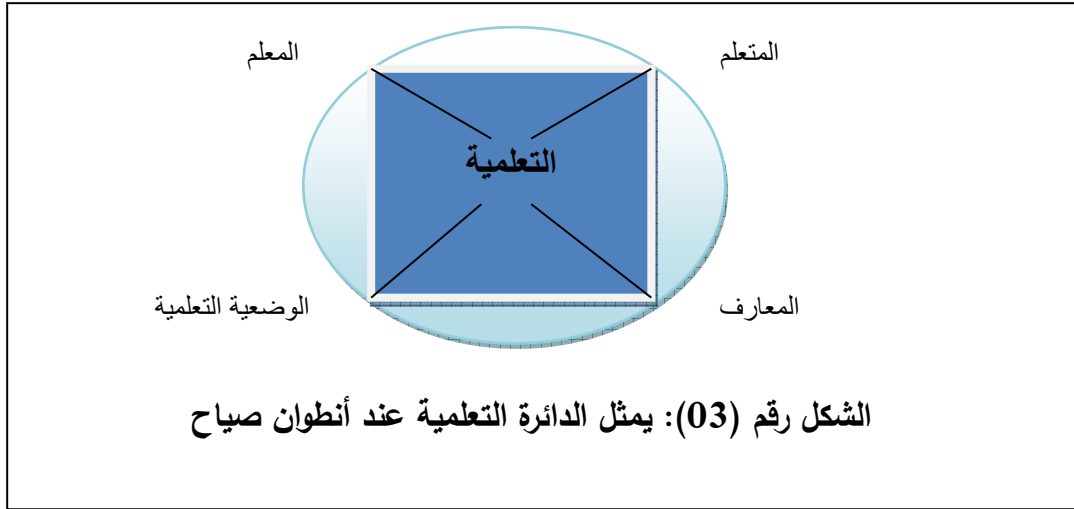 المتعلم
المعلم
التعلمية
المعارف
الوضعية التعلمية
الشكل رقم (03): يمثل الدائرة التعلمية عند أنطوان صياح